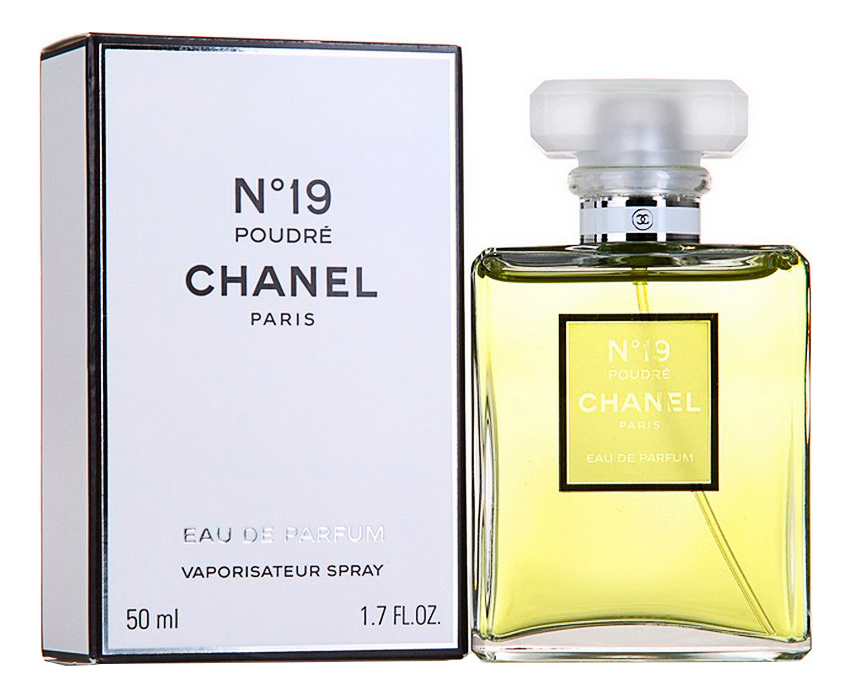 N°19
POUDRÉ
CHANEL
PARIS
EAU DE PARFUM
VAPORISATEUR SPRAY
50 ml
1.7 FL.OZ.
N°19
POUDRÉ
CHANEL
PARIS
EAU DE PARFUM